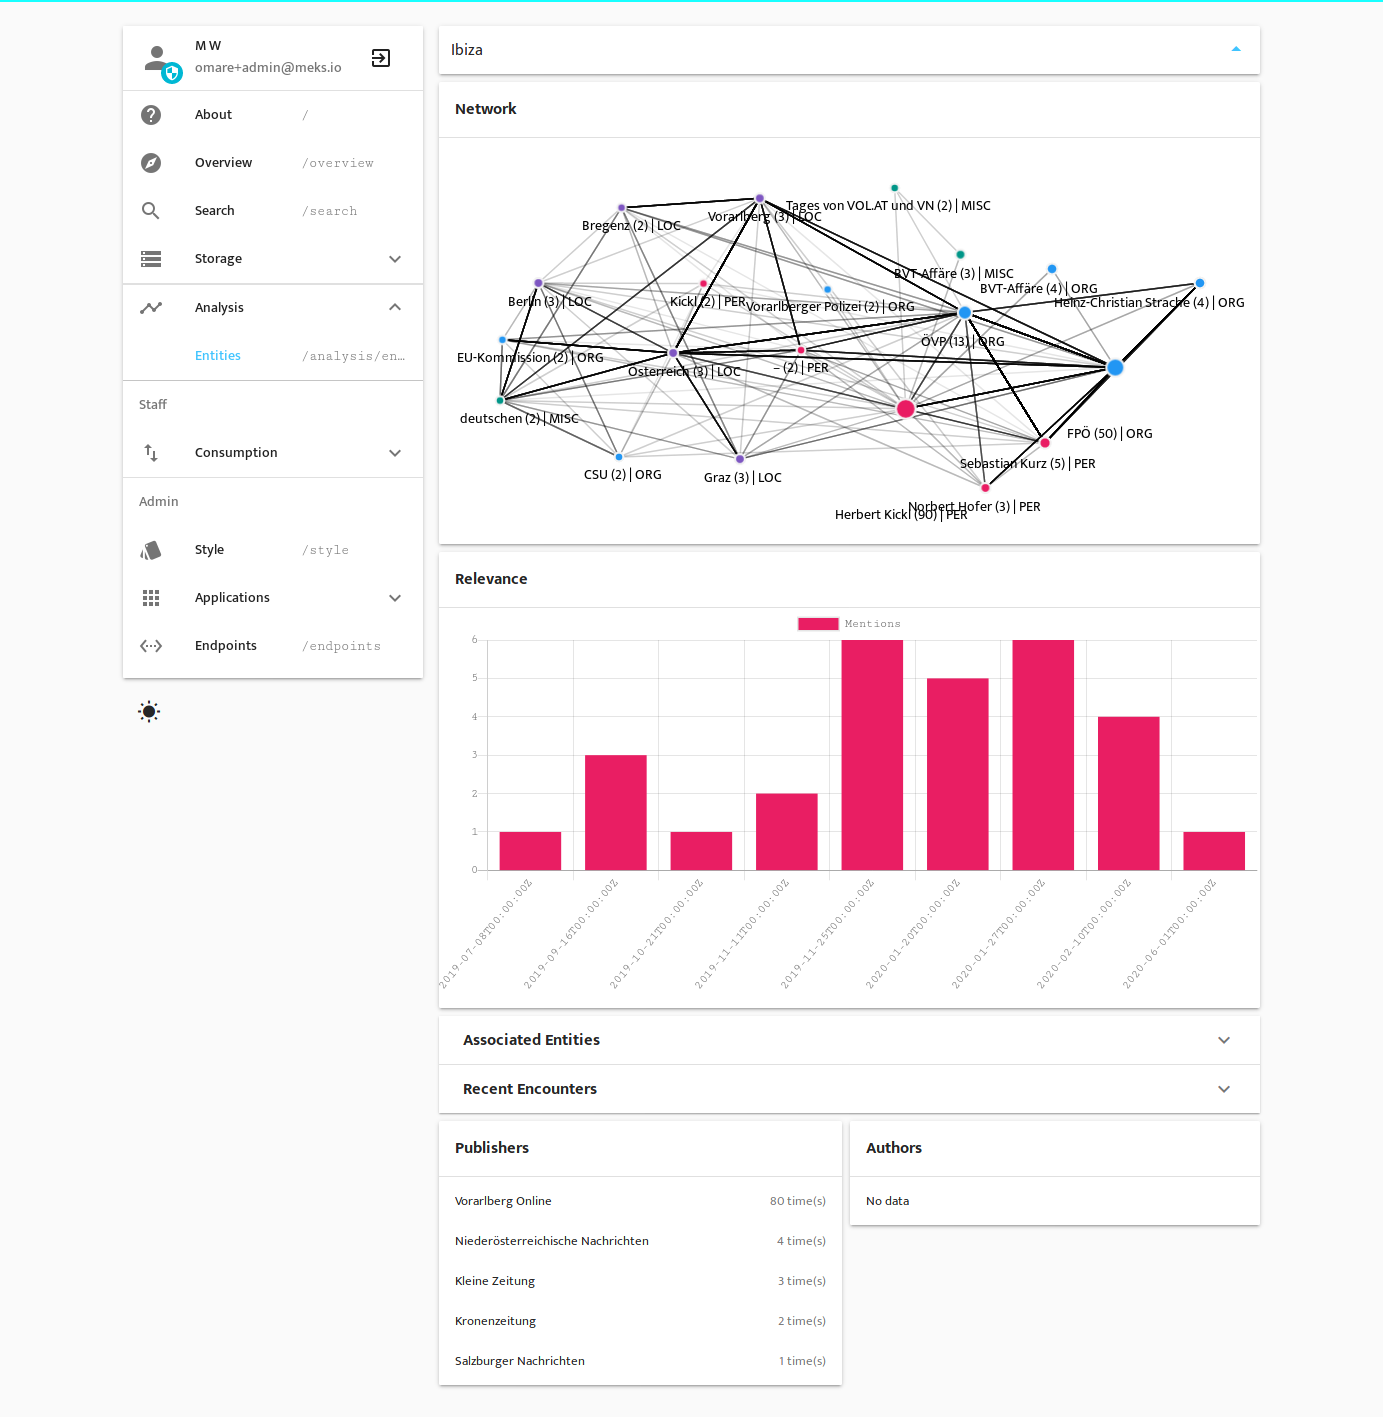 M W
omare+admin@meks.io
About /
Overview /overview
Search /search
Storage
Analysis
Entities /analysis/en…
Staff
Consumption
Admin
Style /style
Applications
Endpoints /endpoints
Ibiza
Network
Tages von VOL.AT und VN (2) | MISC
Vorarlberg (3) | LOC
Bregenz (2) | LOC
BVT-Affäre (3) | MISC
BVT-Affäre (4) | ORG
Berlin (3) | LOC
Kickl (2) | PER
Vorarlberger Polizei (2) | ORG
Heinz-Christian Strache (4) | ORG
ÖVP (13) | ORG
EU-Kommission (2) | ORG
Österreich (3) | LOC
– (2) | PER
deutschen (2) | MISC
FPÖ (50) | ORG
Sebastian Kurz (5) | PER
CSU (2) | ORG
Graz (3) | LOC
Norbert Hofer (3) | PER
Herbert Kickl (90) | PER
Relevance
Mentions
6
5
4
3
2
1
0
2019-07-08T00:00:00Z
2019-09-16T00:00:00Z
2019-10-21T00:00:00Z
2019-11-11T00:00:00Z
2019-11-25T00:00:00Z
2020-01-20T00:00:00Z
2020-01-27T00:00:00Z
2020-02-10T00:00:00Z
2020-06-01T00:00:00Z
Associated Entities
Recent Encounters
Publishers
Vorarlberg Online 80 time(s)
Niederösterreichische Nachrichten 4 time(s)
Kleine Zeitung 3 time(s)
Kronenzeitung 2 time(s)
Salzburger Nachrichten 1 time(s)
Authors
No data